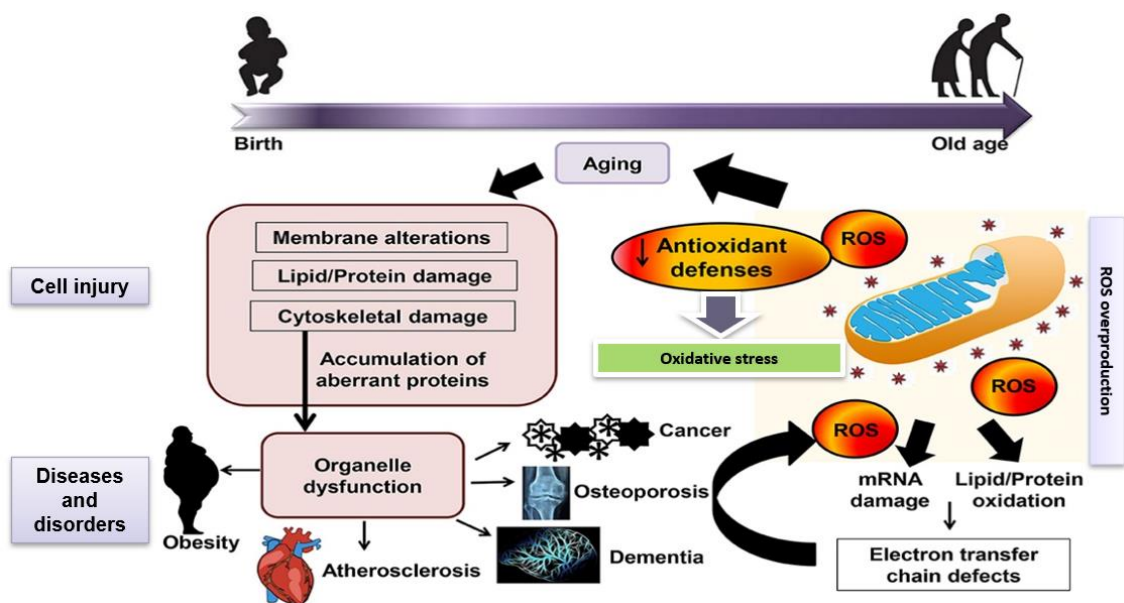 Birth
Old age
Aging
Cell injury
Membrane alterations
Lipid/Protein damage
Cytoskeletal damage
Accumulation of
aberrant proteins
↓ Antioxidant
defenses
ROS
Oxidative stress
ROS
ROS
ROS overproduction
mRNA
damage
Lipid/Protein
oxidation
Electron transfer
chain defects
Diseases
and
disorders
Organelle
dysfunction
Obesity
Atherosclerosis
Cancer
Osteoporosis
Dementia